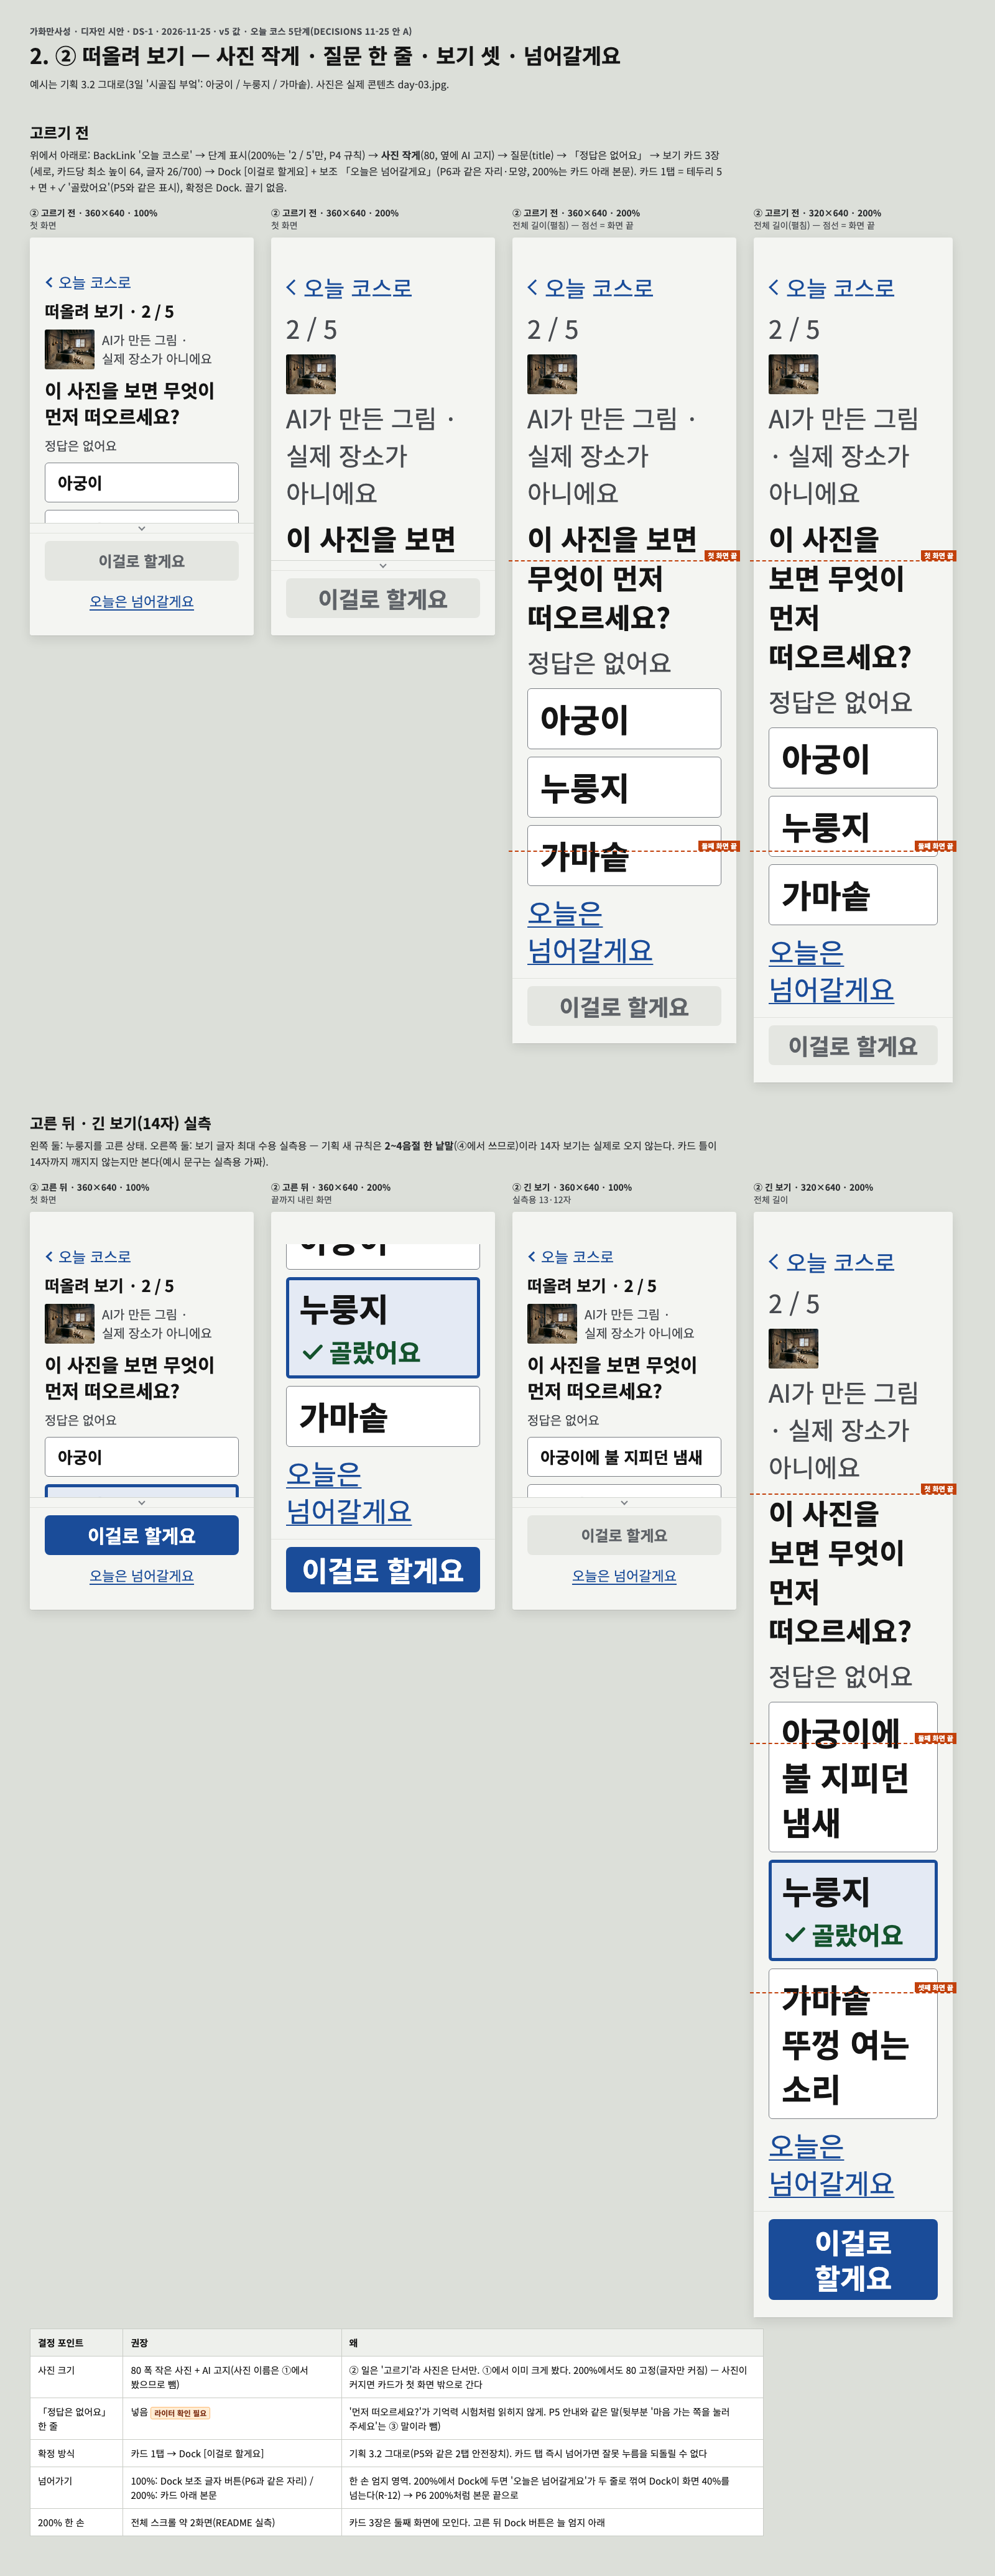 가화만사성 · 디자인 시안 · DS-1 · 2026-11-25 · v5 값 · 오늘 코스 5단계(DECISIONS 11-25 안 A)
2. ② 떠올려 보기 — 사진 작게 · 질문 한 줄 · 보기 셋 · 넘어갈게요
예시는 기획 3.2 그대로(3일 '시골집 부엌': 아궁이 / 누룽지 / 가마솥). 사진은 실제 콘텐츠 day-03.jpg.
고르기 전
위에서 아래로: BackLink '오늘 코스로' → 단계 표시(200%는 '2 / 5'만, P4 규칙) → 사진 작게(80, 옆에 AI 고지) → 질문(title) → 「정답은 없어요」 → 보기 카드 3장
(세로, 카드당 최소 높이 64, 글자 26/700) → Dock [이걸로 할게요] + 보조 「오늘은 넘어갈게요」(P6과 같은 자리·모양, 200%는 카드 아래 본문). 카드 1탭 = 테두리 5
+ 면 + ✓ '골랐어요'(P5와 같은 표시), 확정은 Dock. 끌기 없음.
② 고르기 전 · 360×640 · 100%
첫 화면
오늘 코스로
떠올려 보기 · 2 / 5
AI가 만든 그림 ·
실제 장소가 아니에요
이 사진을 보면 무엇이
먼저 떠오르세요?
정답은 없어요
아궁이
이걸로 할게요
오늘은 넘어갈게요
② 고르기 전 · 360×640 · 200%
첫 화면
오늘 코스로
2 / 5
AI가 만든 그림 ·
실제 장소가
아니에요
이 사진을 보면
이걸로 할게요
② 고르기 전 · 360×640 · 200%
전체 길이(펼침) — 점선 = 화면 끝
오늘 코스로
2 / 5
AI가 만든 그림 ·
실제 장소가
아니에요
이 사진을 보면
첫 화면 끝
무엇이 먼저
떠오르세요?
정답은 없어요
아궁이
누룽지
둘째 화면 끝
가마솥
오늘은
넘어갈게요
이걸로 할게요
② 고르기 전 · 320×640 · 200%
전체 길이(펼침) — 점선 = 화면 끝
오늘 코스로
2 / 5
AI가 만든 그림
· 실제 장소가
아니에요
이 사진을
첫 화면 끝
보면 무엇이
먼저
떠오르세요?
정답은 없어요
아궁이
누룽지
둘째 화면 끝
가마솥
오늘은
넘어갈게요
이걸로 할게요
고른 뒤 · 긴 보기(14자) 실측
왼쪽 둘: 누룽지를 고른 상태. 오른쪽 둘: 보기 글자 최대 수용 실측용 — 기획 새 규칙은 2~4음절 한 낱말(④에서 쓰므로)이라 14자 보기는 실제로 오지 않는다. 카드 틀이
14자까지 깨지지 않는지만 본다(예시 문구는 실측용 가짜).
② 고른 뒤 · 360×640 · 100%
첫 화면
오늘 코스로
떠올려 보기 · 2 / 5
AI가 만든 그림 ·
실제 장소가 아니에요
이 사진을 보면 무엇이
먼저 떠오르세요?
정답은 없어요
아궁이
이걸로 할게요
오늘은 넘어갈게요
② 고른 뒤 · 360×640 · 200%
끝까지 내린 화면
아궁이
누룽지
✓ 골랐어요
가마솥
오늘은
넘어갈게요
이걸로 할게요
② 긴 보기 · 360×640 · 100%
실측용 13·12자
오늘 코스로
떠올려 보기 · 2 / 5
AI가 만든 그림 ·
실제 장소가 아니에요
이 사진을 보면 무엇이
먼저 떠오르세요?
정답은 없어요
아궁이에 불 지피던 냄새
이걸로 할게요
오늘은 넘어갈게요
② 긴 보기 · 320×640 · 200%
전체 길이
오늘 코스로
2 / 5
AI가 만든 그림
· 실제 장소가
아니에요
첫 화면 끝
이 사진을
보면 무엇이
먼저
떠오르세요?
정답은 없어요
아궁이에
둘째 화면 끝
불 지피던
냄새
누룽지
✓ 골랐어요
셋째 화면 끝
가마솥
뚜껑 여는
소리
오늘은
넘어갈게요
이걸로
할게요
결정 포인트 권장 왜
사진 크기 80 폭 작은 사진 + AI 고지(사진 이름은 ①에서
봤으므로 뺌) ② 일은 '고르기'라 사진은 단서만. ①에서 이미 크게 봤다. 200%에서도 80 고정(글자만 커짐) — 사진이
커지면 카드가 첫 화면 밖으로 간다
「정답은 없어요」
한 줄 넣음 라이터 확인 필요 '먼저 떠오르세요?'가 기억력 시험처럼 읽히지 않게. P5 안내와 같은 말(뒷부분 '마음 가는 쪽을 눌러
주세요'는 ③ 말이라 뺌)
확정 방식 카드 1탭 → Dock [이걸로 할게요] 기획 3.2 그대로(P5와 같은 2탭 안전장치). 카드 탭 즉시 넘어가면 잘못 누름을 되돌릴 수 없다
넘어가기 100%: Dock 보조 글자 버튼(P6과 같은 자리) /
200%: 카드 아래 본문 한 손 엄지 영역. 200%에서 Dock에 두면 '오늘은 넘어갈게요'가 두 줄로 꺾여 Dock이 화면 40%를
넘는다(R-12) → P6 200%처럼 본문 끝으로
200% 한 손 전체 스크롤 약 2화면(README 실측) 카드 3장은 둘째 화면에 모인다. 고른 뒤 Dock 버튼은 늘 엄지 아래